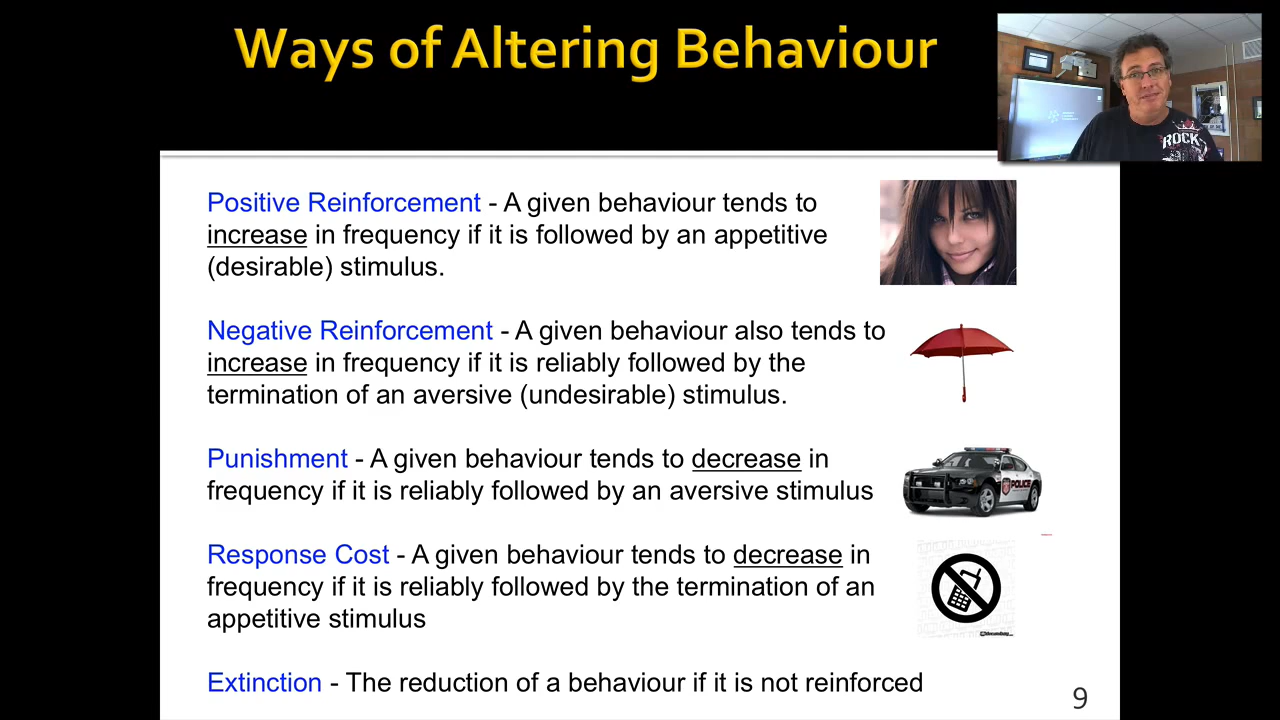 Ways of Altering Behaviour
ROCK
Positive Reinforcement - A given behaviour tends to
increase in frequency if it is followed by an appetitive
(desirable) stimulus.
Negative Reinforcement - A given behaviour also tends to
increase in frequency if it is reliably followed by the
termination of an aversive (undesirable) stimulus.
Punishment - A given behaviour tends to decrease in
frequency if it is reliably followed by an aversive stimulus
POLICE
Response Cost - A given behaviour tends to decrease in
frequency if it is reliably followed by the termination of an
appetitive stimulus
Extinction - The reduction of a behaviour if it is not reinforced
9